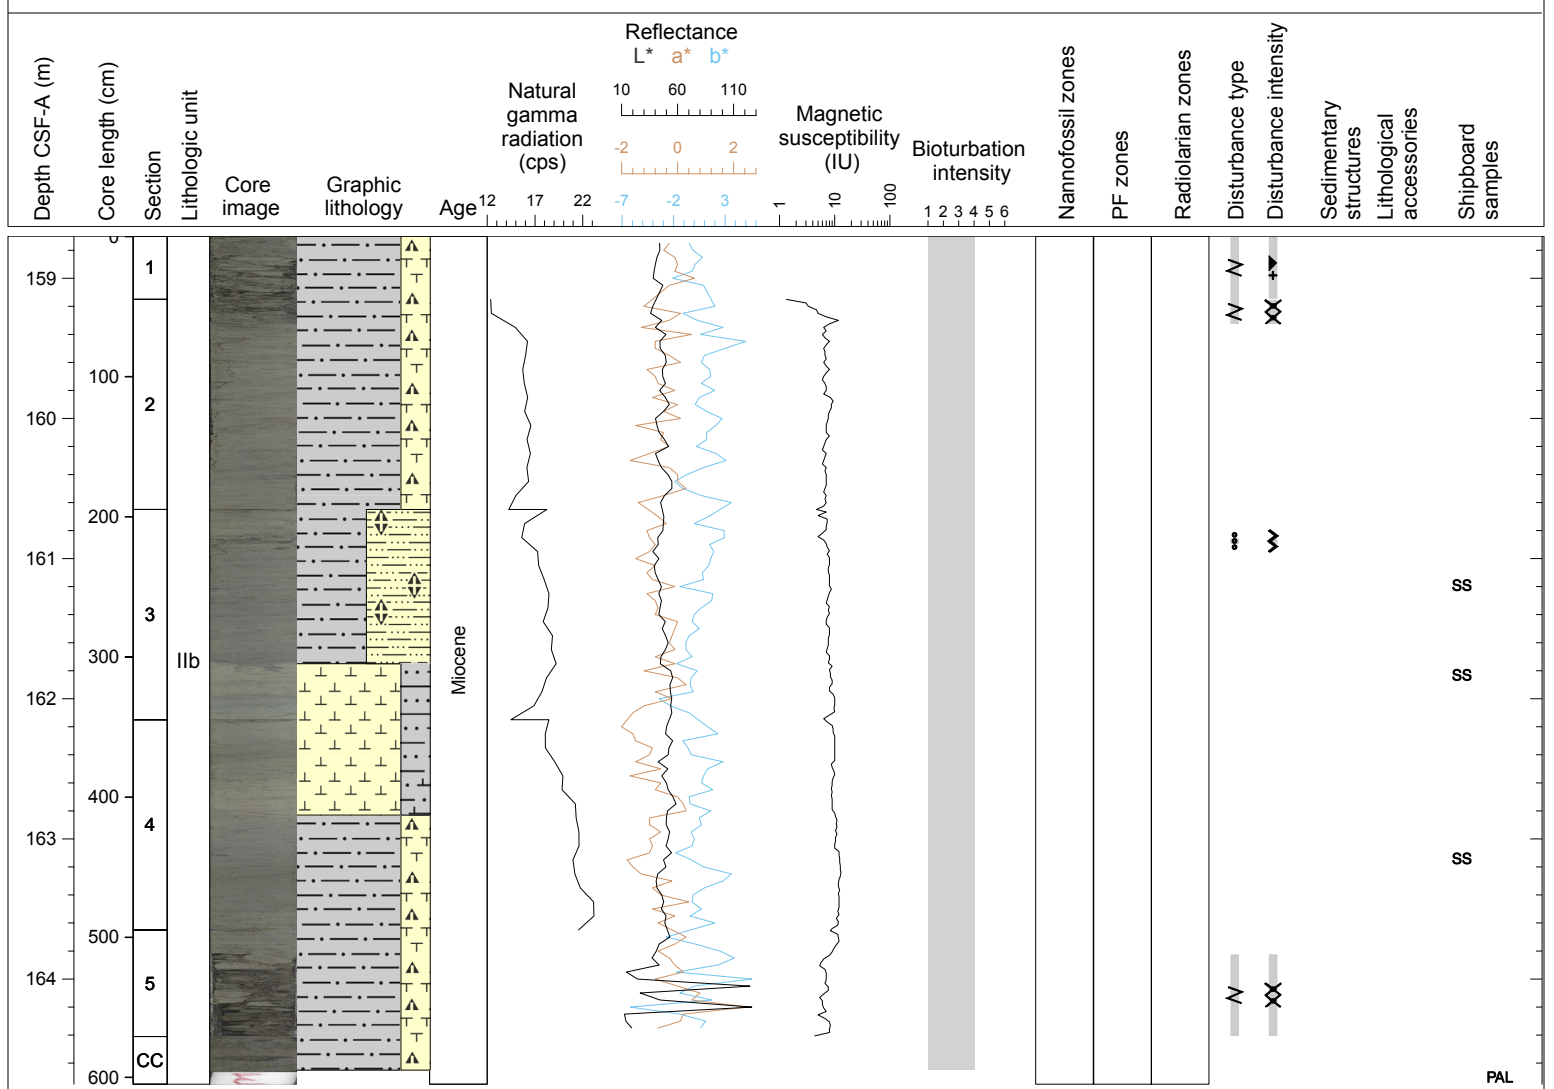 Depth CSF-A (m)
Core length (cm)
Section
Lithologic unit
Core
image
Graphic
lithology
Age
Natural
gamma
radiation
(cps)
12 17 22
Reflectance
L* a* b*
10 60 110
-2 0 2
-7 -2 3
Magnetic
susceptibility
(IU)
1 10 100
Bioturbation
intensity
1 2 3 4 5 6
Nannofossil zones
PF zones
Radiolarian zones
Disturbance type
Disturbance intensity
Sedimentary
structures
Lithological
accessories
Shipboard
samples
0
1
159
100
2
160
200
161
3
SS
300
IIb
Miocene
SS
162
400
4
163
SS
500
164
5
CC
600
PAL